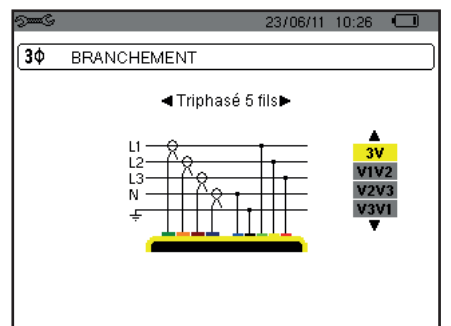 23/06/11 10:26
3Φ BRANCHEMENT
◄Triphasé 5 fils►
L1
L2
L3
N
3V
V1V2
V2V3
V3V1